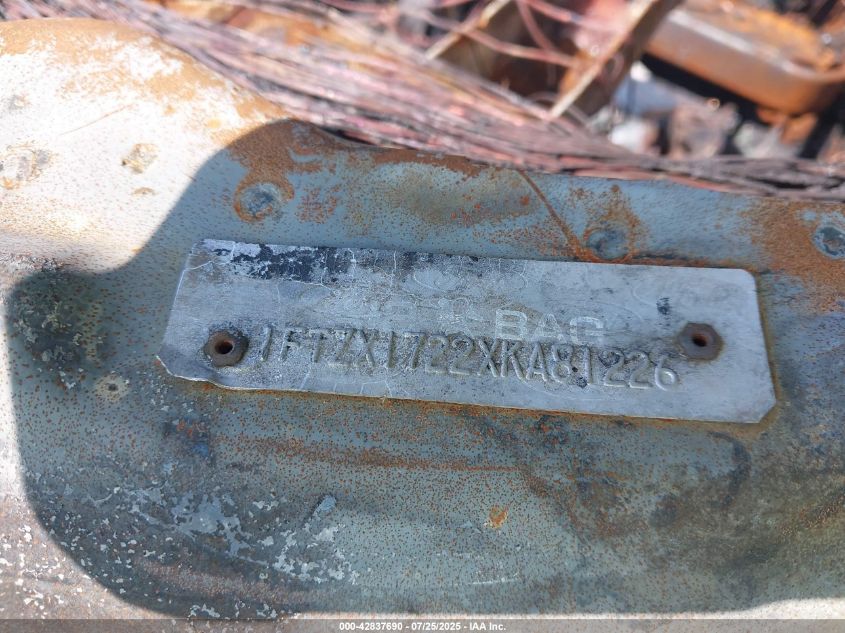 BAG
1FTZX1722XKA81226
000-42837690 - 07/25/2025 - IAA Inc.